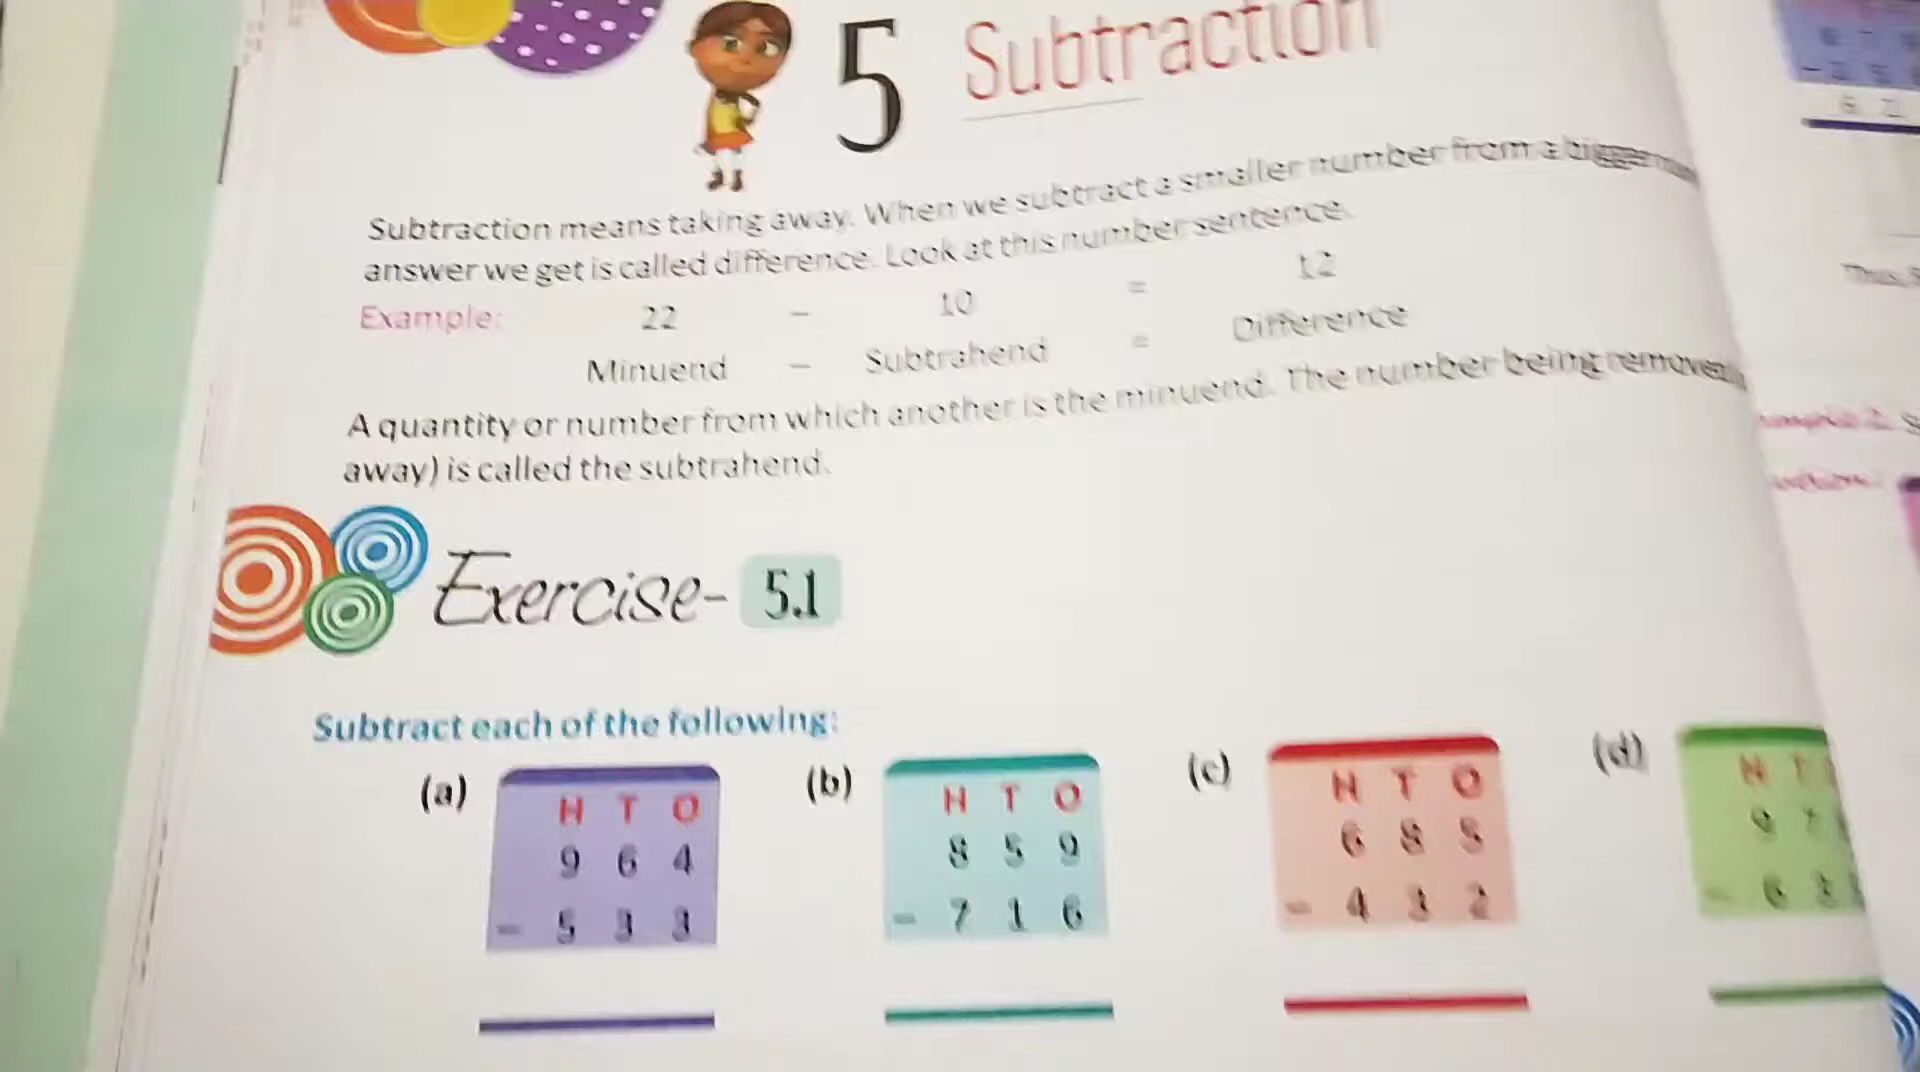 5 Subtraction
Subtraction means taking away. When we subtract a smaller number from a bigger
answer we get is called difference. Look at this number sentence.
Example: 22 – 10 = 12
Minuend – Subtrahend = Difference
A quantity or number from which another is the minuend. The number being removed
away) is called the subtrahend.
Exercise- 5.1
Subtract each of the following:
(a) (b) (c) (d)
H T O H T O H T O H T
9 6 4 8 5 9 6 8 5 9 7
– 5 3 3 – 7 1 6 – 4 3 2 – 6